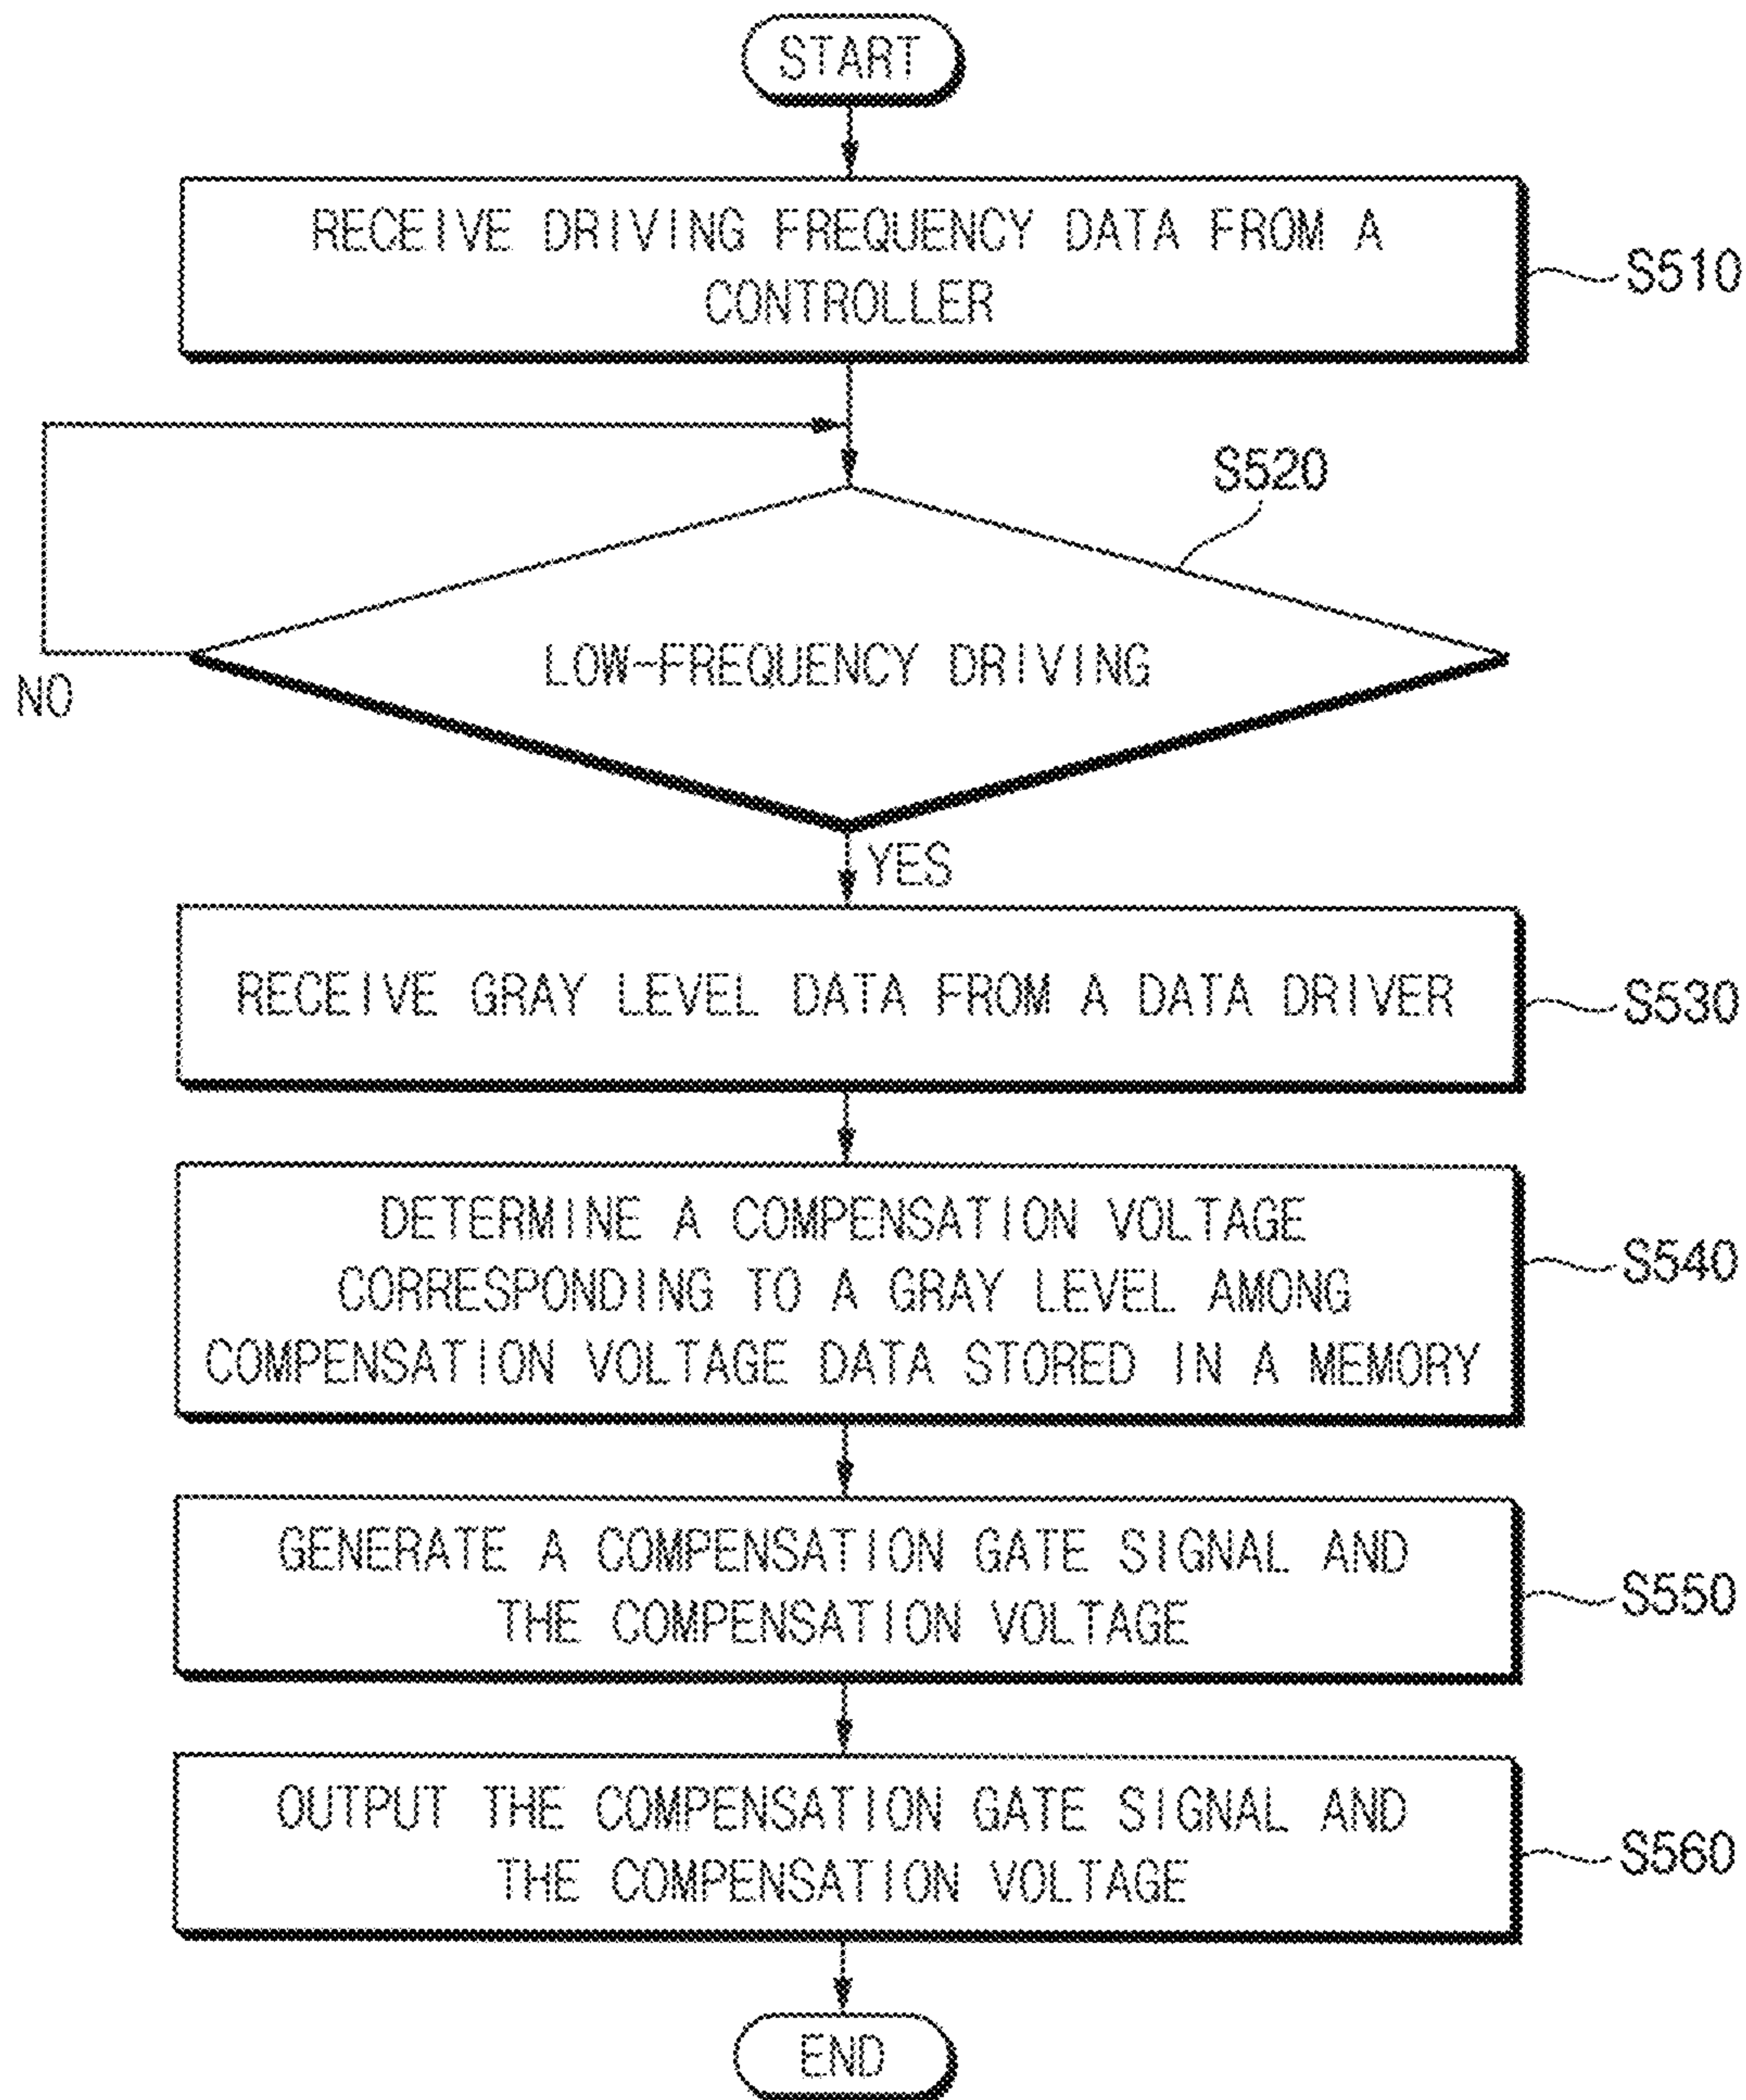 START
RECEIVE DRIVING FREQUENCY DATA FROM A
CONTROLLER
S510
S520
LOW-FREQUENCY DRIVING
NO
YES
RECEIVE GRAY LEVEL DATA FROM A DATA DRIVER
S530
DETERMINE A COMPENSATION VOLTAGE
CORRESPONDING TO A GRAY LEVEL AMONG
COMPENSATION VOLTAGE DATA STORED IN A MEMORY
S540
GENERATE A COMPENSATION GATE SIGNAL AND
THE COMPENSATION VOLTAGE
S550
OUTPUT THE COMPENSATION GATE SIGNAL AND
THE COMPENSATION VOLTAGE
S560
END